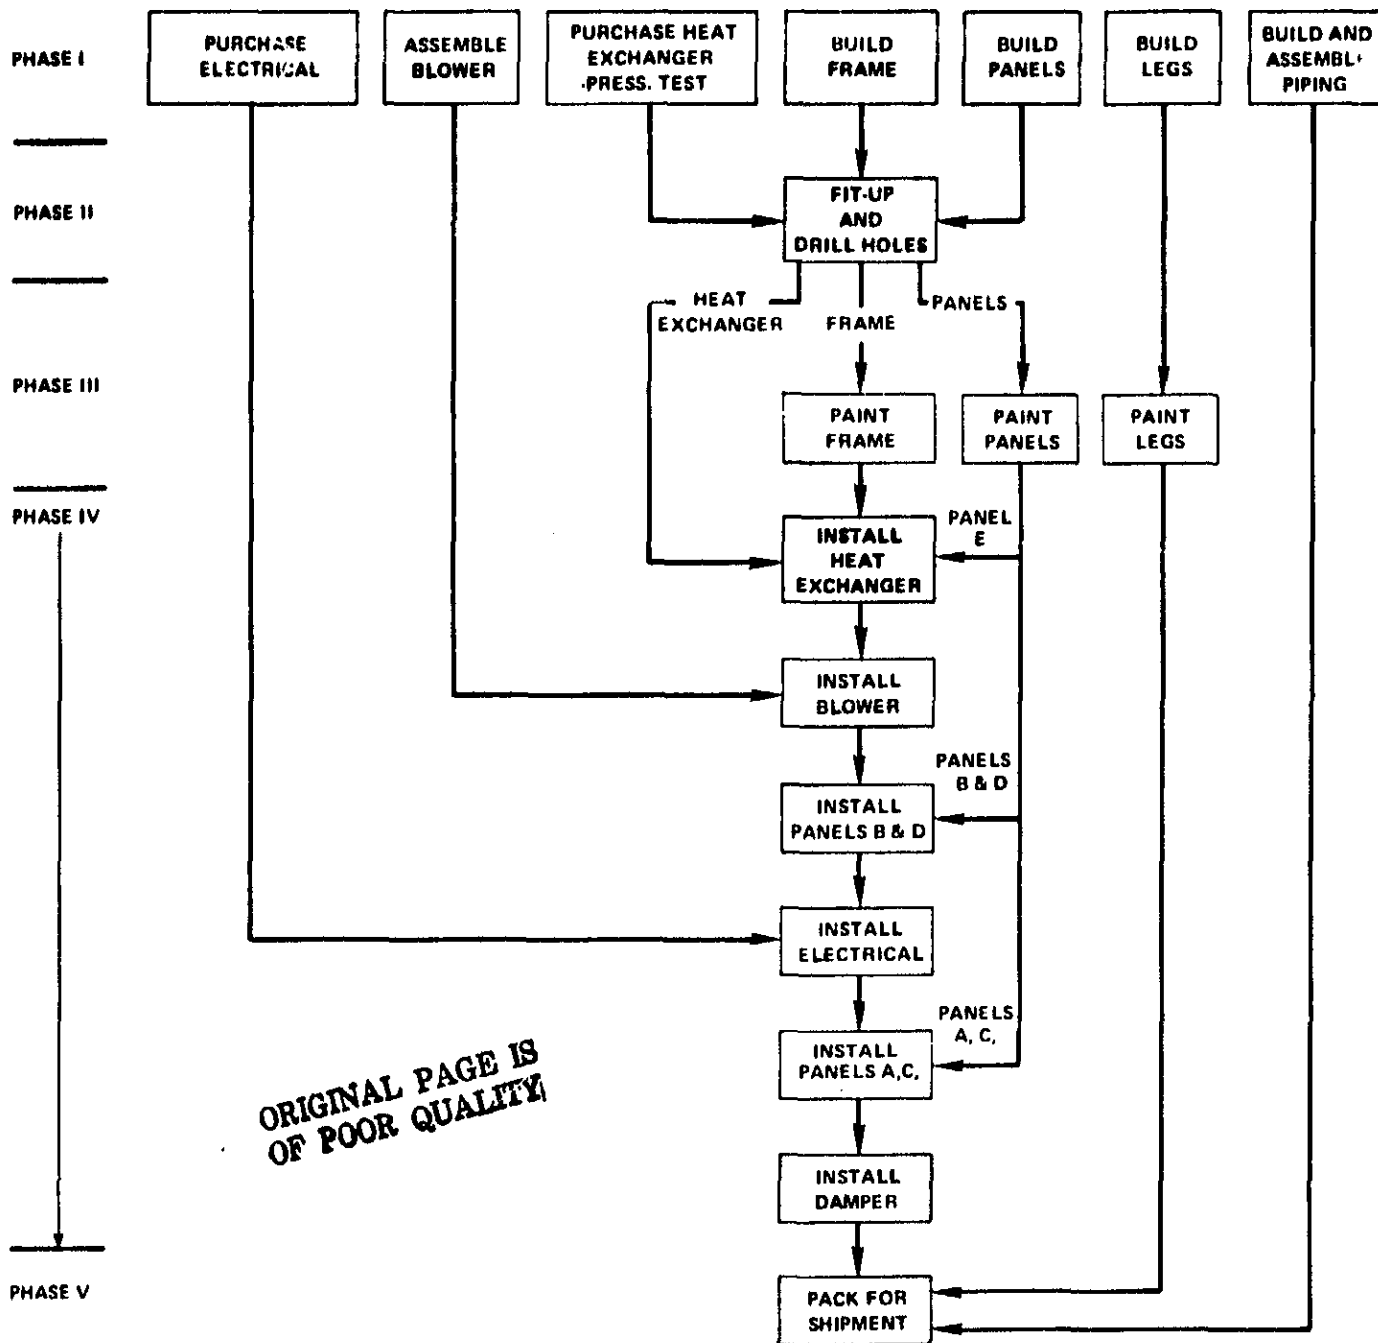 PHASE I
PURCHASE
ELECTRICAL
ASSEMBLE
BLOWER
PURCHASE HEAT
EXCHANGER
PRESS. TEST
BUILD
FRAME
BUILD
PANELS
BUILD
LEGS
BUILD AND
ASSEMBL
PIPING
PHASE II
FIT-UP
AND
DRILL HOLES
HEAT
EXCHANGER
FRAME
PANELS
PHASE III
PAINT
FRAME
PAINT
PANELS
PAINT
LEGS
PHASE IV
INSTALL
HEAT
EXCHANGER
PANEL
E
INSTALL
BLOWER
PANELS
B & D
INSTALL
PANELS B & D
INSTALL
ELECTRICAL
PANELS
A, C,
INSTALL
PANELS A,C,
ORIGINAL PAGE IS
OF POOR QUALITY
INSTALL
DAMPER
PHASE V
PACK FOR
SHIPMENT